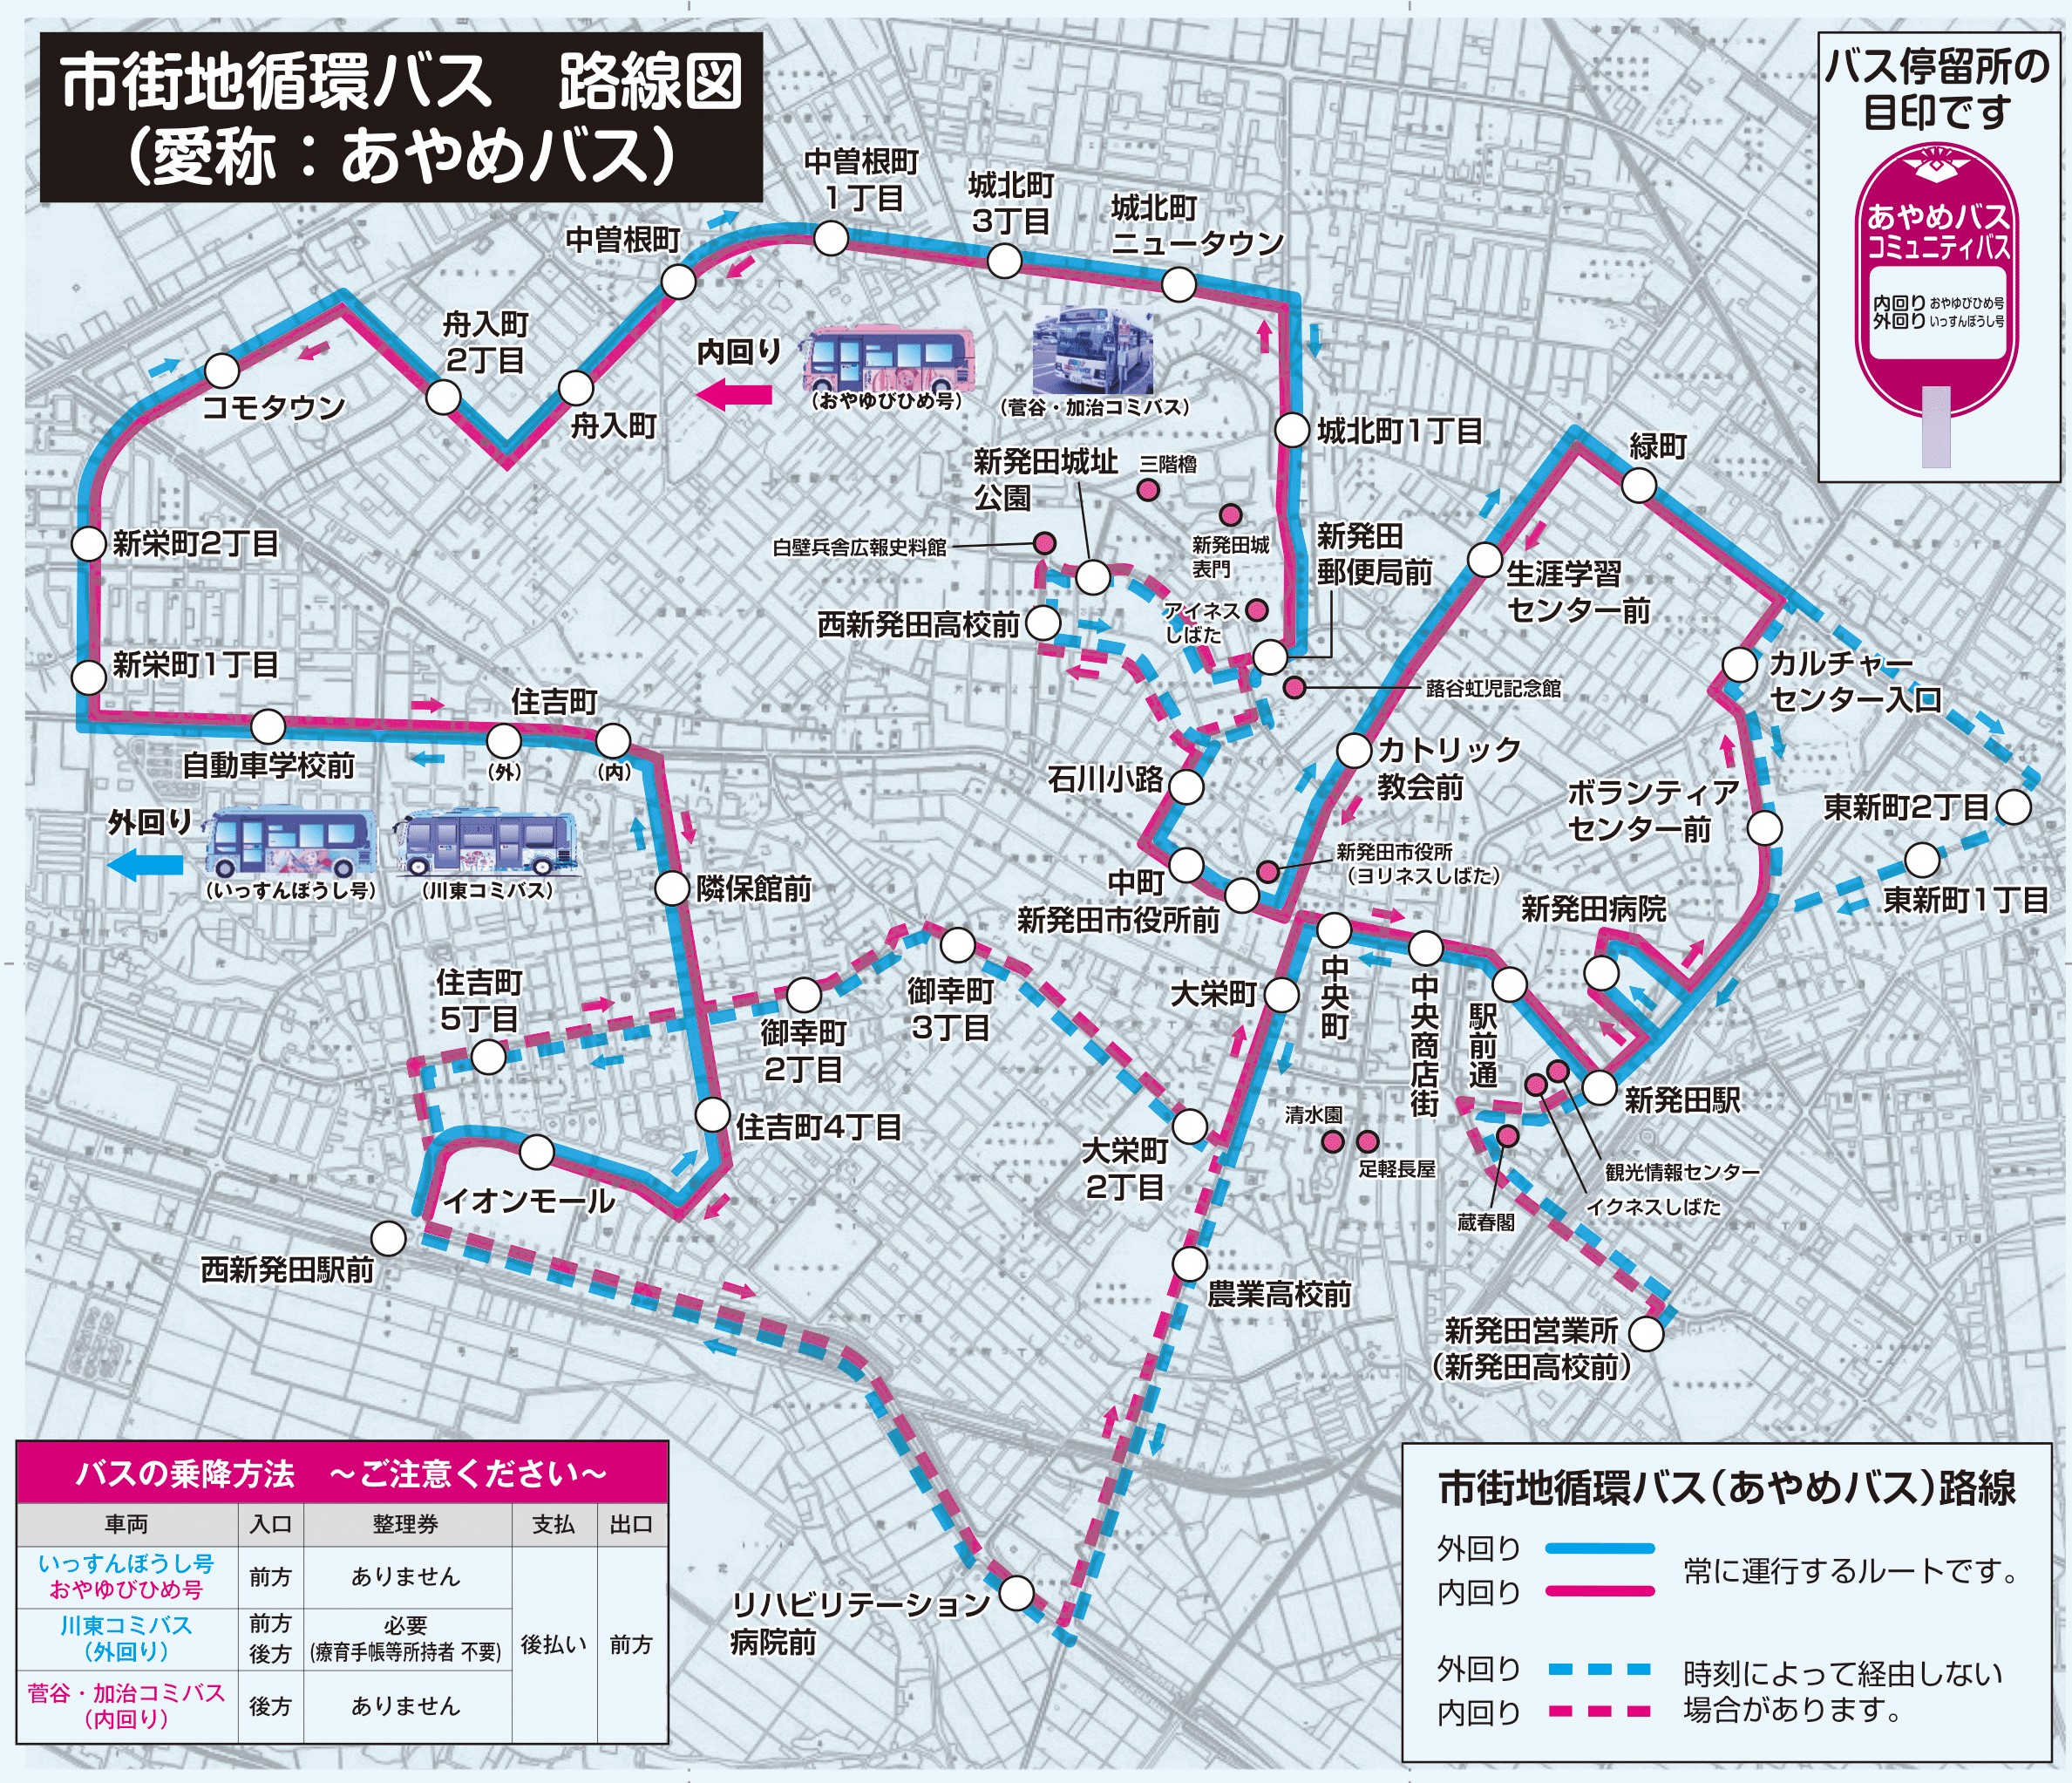 市街地循環バス 路線図
（愛称：あやめバス）
バス停留所の
目印です
あやめバス
コミュニティバス
内回り おやゆびひめ号
外回り いっすんぼうし号
中曽根町
1丁目
城北町
3丁目
城北町
ニュータウン
中曽根町
舟入町
2丁目
舟入町
コモタウン
内回り
（おやゆびひめ号）
（菅谷・加治コミバス）
城北町1丁目
緑町
新発田城址
公園
三階櫓
新発田城
表門
白壁兵舎広報史料館
新発田
郵便局前
生涯学習
センター前
新栄町2丁目
西新発田高校前
アイネス
しばた
カルチャー
センター入口
新栄町1丁目
住吉町
蕗谷虹児記念館
自動車学校前
（外）
（内）
石川小路
カトリック
教会前
ボランティア
センター前
東新町2丁目
外回り
（いっすんぼうし号）
（川東コミバス）
隣保館前
中町
新発田市役所
（ヨリネスしばた）
新発田市役所前
新発田病院
東新町1丁目
住吉町
5丁目
御幸町
2丁目
御幸町
3丁目
大栄町
中央町
中央商店街
駅前通
新発田駅
住吉町4丁目
大栄町
2丁目
清水園
足軽長屋
観光情報センター
イクネスしばた
蔵春閣
イオンモール
西新発田駅前
農業高校前
新発田営業所
（新発田高校前）
リハビリテーション
病院前
バスの乗降方法 ～ご注意ください～
車両 入口 整理券 支払 出口
いっすんぼうし号
おやゆびひめ号
前方 ありません
川東コミバス
（外回り）
前方
後方
必要
（療育手帳等所持者 不要）
後払い 前方
菅谷・加治コミバス
（内回り）
後方 ありません
市街地循環バス（あやめバス）路線
外回り
内回り
常に運行するルートです。
外回り
内回り
時刻によって経由しない
場合があります。